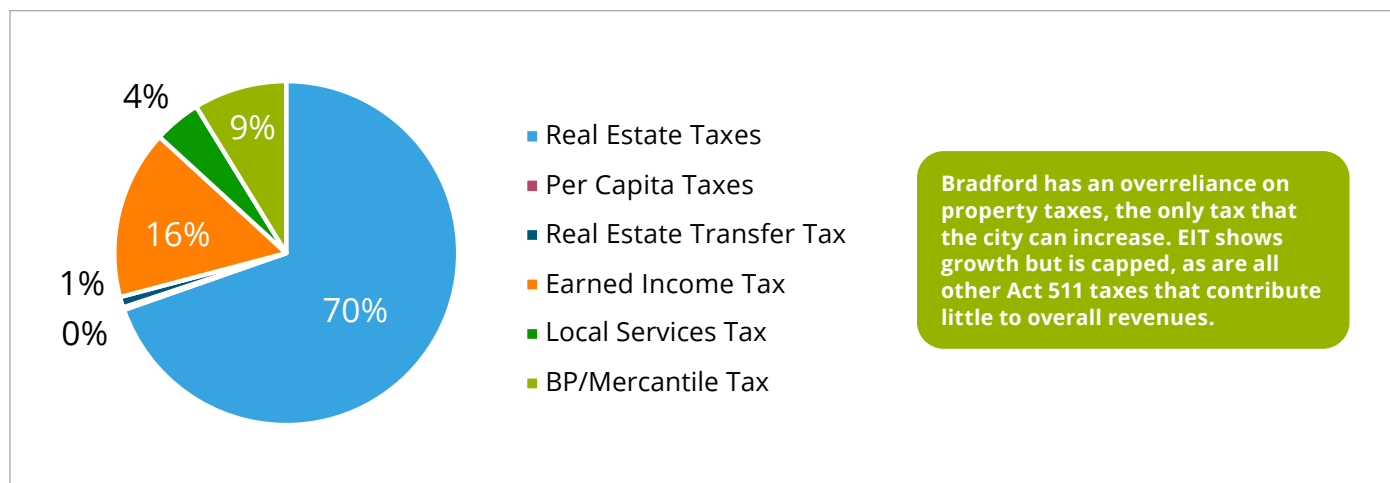 4%
9%
16%
1%
0%
70%
Real Estate Taxes
Per Capita Taxes
Real Estate Transfer Tax
Earned Income Tax
Local Services Tax
BP/Mercantile Tax
Bradford has an overreliance on
property taxes, the only tax that
the city can increase. EIT shows
growth but is capped, as are all
other Act 511 taxes that contribute
little to overall revenues.